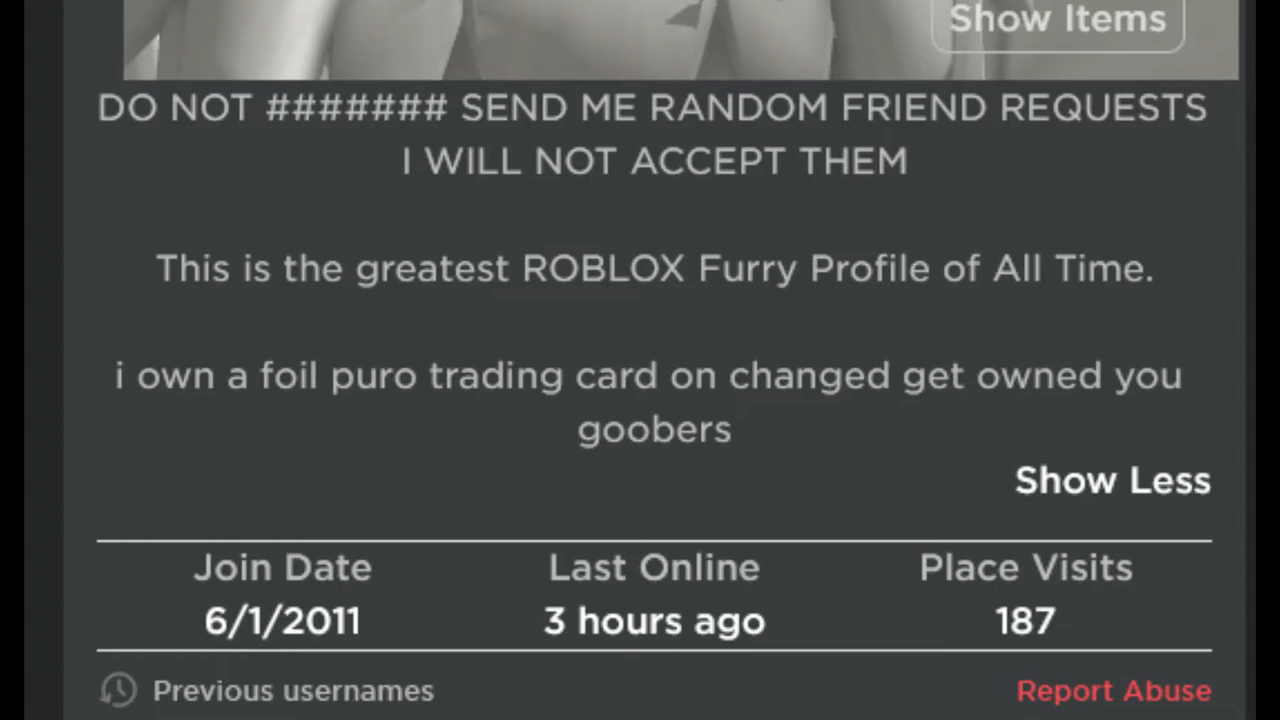 Show Items
DO NOT ####### SEND ME RANDOM FRIEND REQUESTS
I WILL NOT ACCEPT THEM
This is the greatest ROBLOX Furry Profile of All Time.
i own a foil puro trading card on changed get owned you
goobers
Show Less
Join Date Last Online Place Visits
6/1/2011 3 hours ago 187
Previous usernames Report Abuse